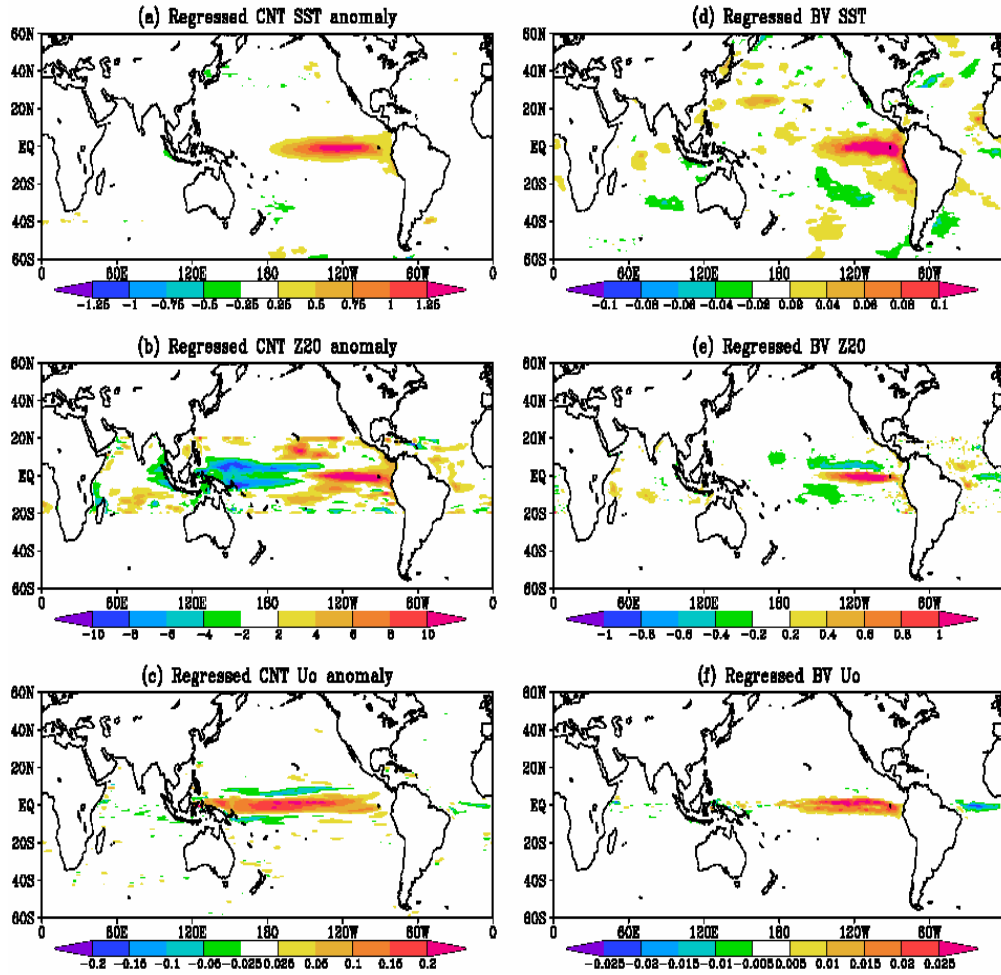 (a) Regressed CNT SST anomaly
60N
40N
20N
EQ
20S
40S
60S
0 60E 120E 180 120W 60W 0
-1.25 -1 -0.75 -0.5 -0.25 0.25 0.5 0.75 1 1.25
(d) Regressed BV SST
60N
40N
20N
EQ
20S
40S
60S
0 60E 120E 180 120W 60W
-0.1 -0.08 -0.06 -0.04 -0.02 0.02 0.04 0.06 0.08 0.1
(b) Regressed CNT Z20 anomaly
60N
40N
20N
EQ
20S
40S
60S
0 60E 120E 180 120W 60W 0
-10 -8 -6 -4 -2 2 4 6 8 10
(e) Regressed BV Z20
60N
40N
20N
EQ
20S
40S
60S
0 60E 120E 180 120W 60W
-1 -0.8 -0.6 -0.4 -0.2 0.2 0.4 0.6 0.8 1
(c) Regressed CNT Uo anomaly
60N
40N
20N
EQ
20S
40S
60S
0 60E 120E 180 120W 60W 0
-0.2 -0.15 -0.1 -0.05 -0.025 0.025 0.05 0.1 0.15 0.2
(f) Regressed BV Uo
60N
40N
20N
EQ
20S
40S
60S
0 60E 120E 180 120W 60W
-0.025 -0.02 -0.015 -0.01 -0.005 0.005 0.01 0.015 0.02 0.025